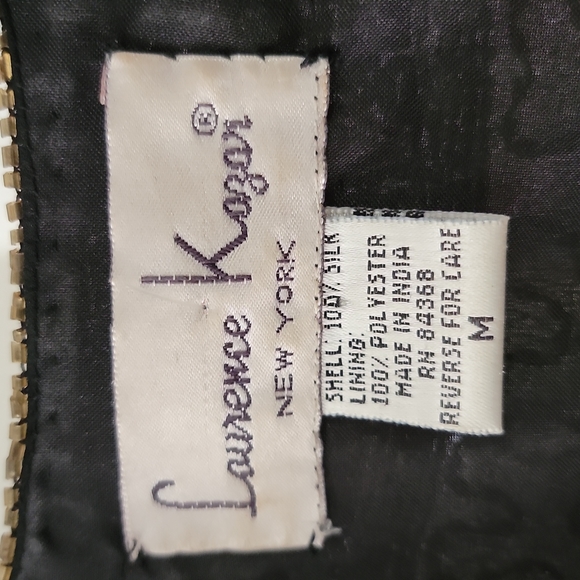 Laurence Kazar®
NEW YORK
SHELL: 100% SILK
LINING:
100% POLYESTER
MADE IN INDIA
RN 84368
REVERSE FOR CARE
M